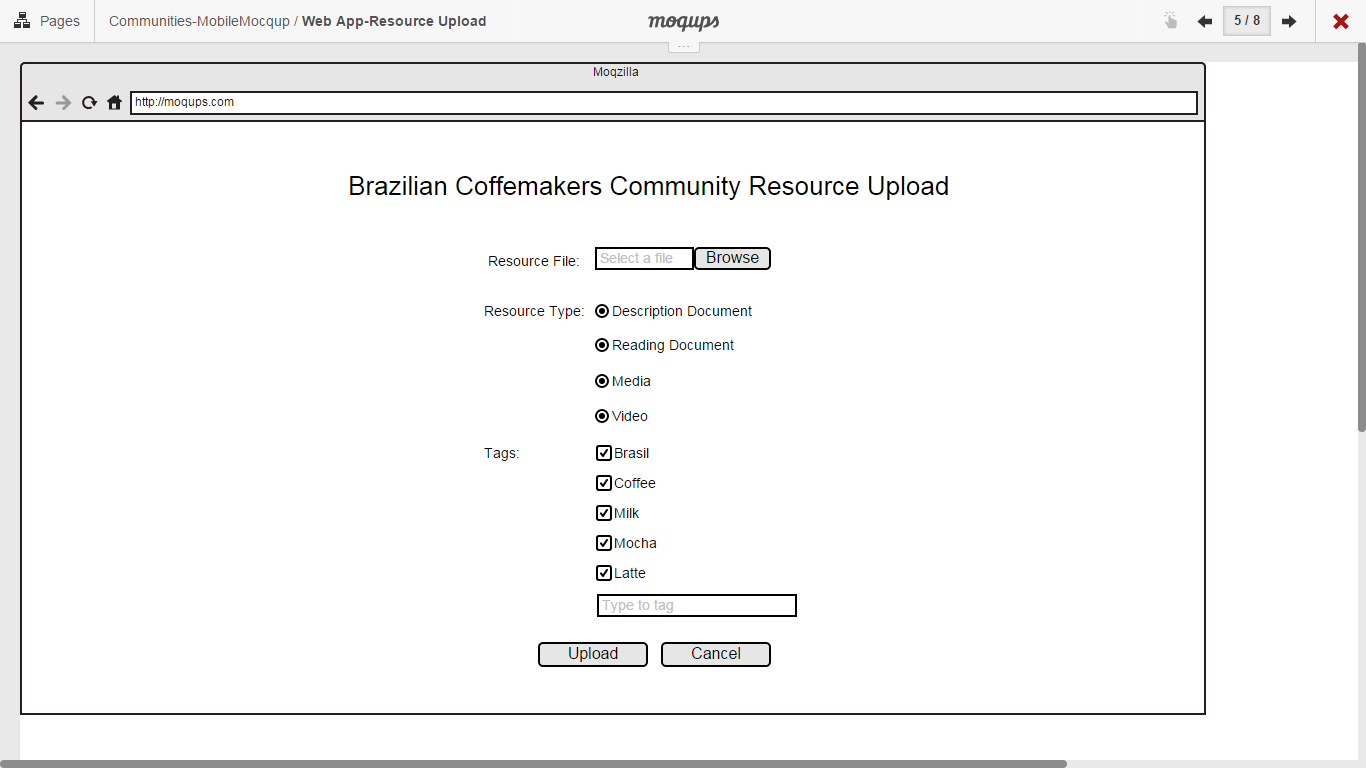 Pages Communities-MobileMocqup / Web App-Resource Upload moqups 5 / 8
...
Moqzilla
http://moqups.com
Brazilian Coffemakers Community Resource Upload
Resource File: Select a file Browse
Resource Type: Description Document
Reading Document
Media
Video
Tags: Brasil
Coffee
Milk
Mocha
Latte
Type to tag
Upload Cancel